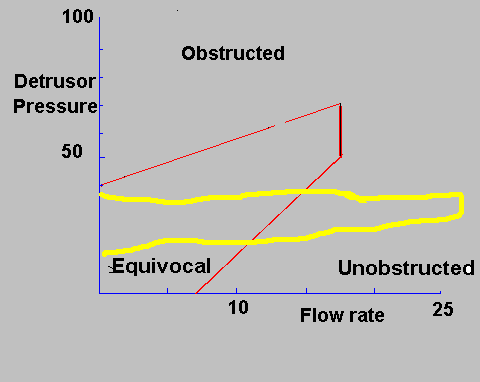 100
Obstructed
Detrusor
Pressure
50
Equivocal
Unobstructed
10
Flow rate
25